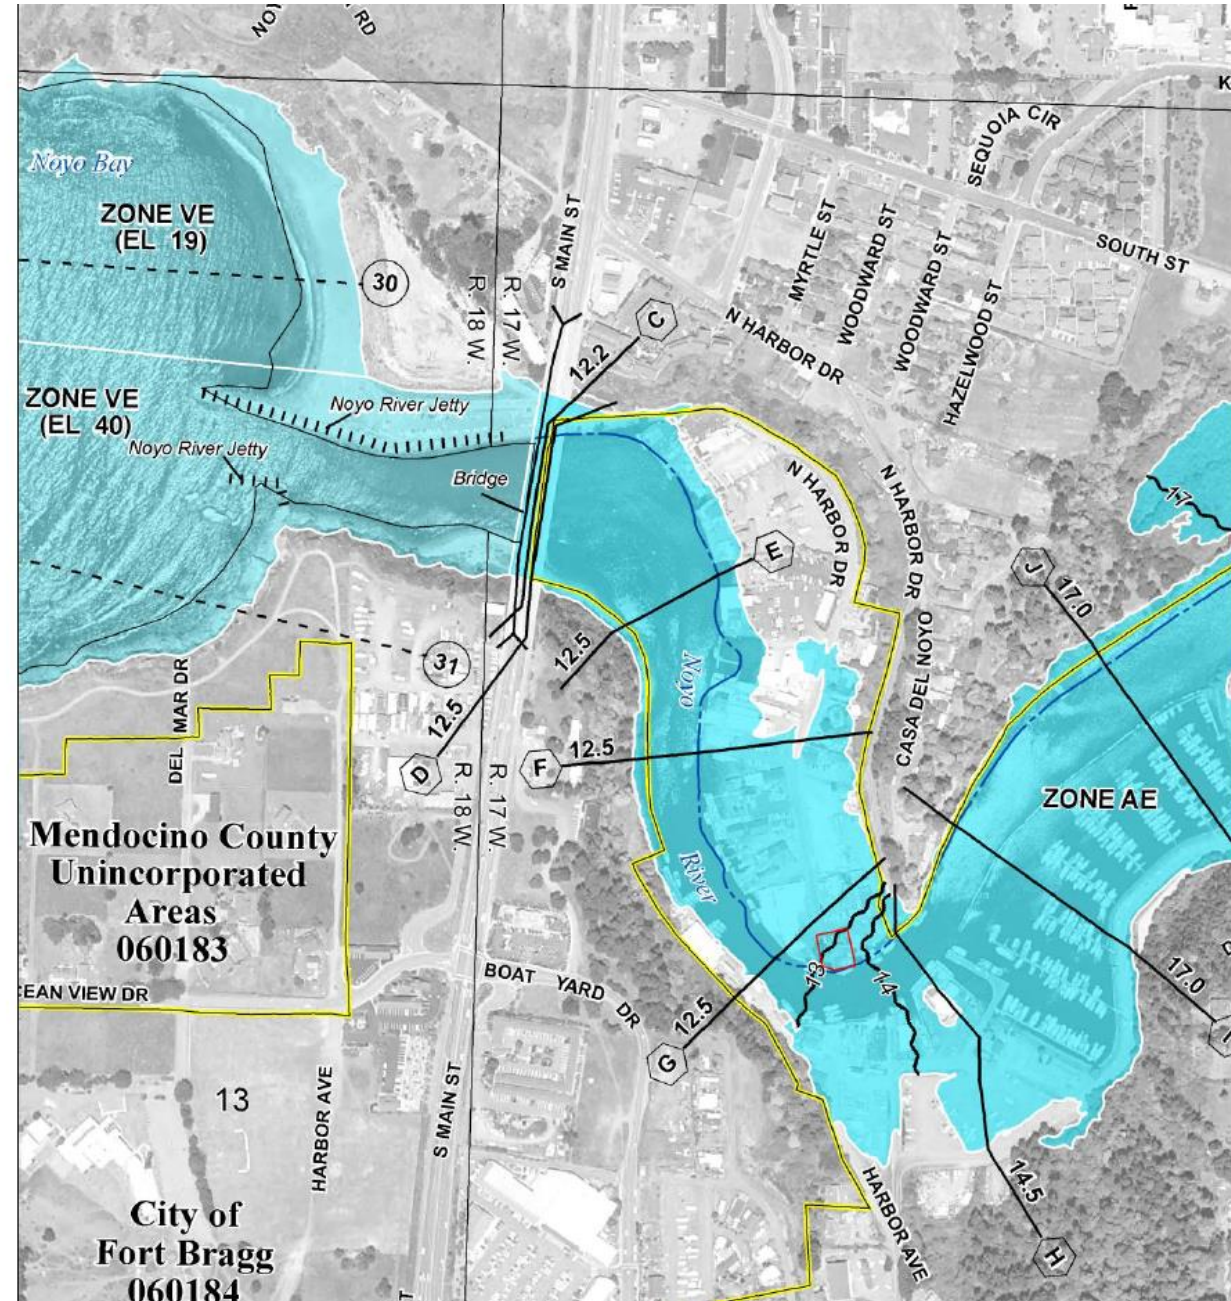 NOY
RD
K
SEQUOIA CIR
Noyo Bay
ZONE VE
(EL 19)
30
S MAIN ST
R. 17 W.
R. 18 W.
MYRTLE ST
WOODWARD ST
WOODWARD ST
HAZELWOOD ST
SOUTH ST
C
12.2
N HARBOR DR
ZONE VE
(EL 40)
Noyo River Jetty
Noyo River Jetty
Bridge
N HARBOR DR
N HARBOR DR
17
E
12.5
J
17.0
31
Noyo
CASA DEL NOYO
DEL MAR DR
12.5
D
F
12.5
R. 17 W.
R. 18 W.
ZONE AE
Mendocino County
Unincorporated
Areas
060183
River
CEAN VIEW DR
BOAT YARD DR
13
14
17.0
12.5
G
13
HARBOR AVE
S MAIN ST
14.5
H
HARBOR AVE
City of
Fort Bragg
060184
T